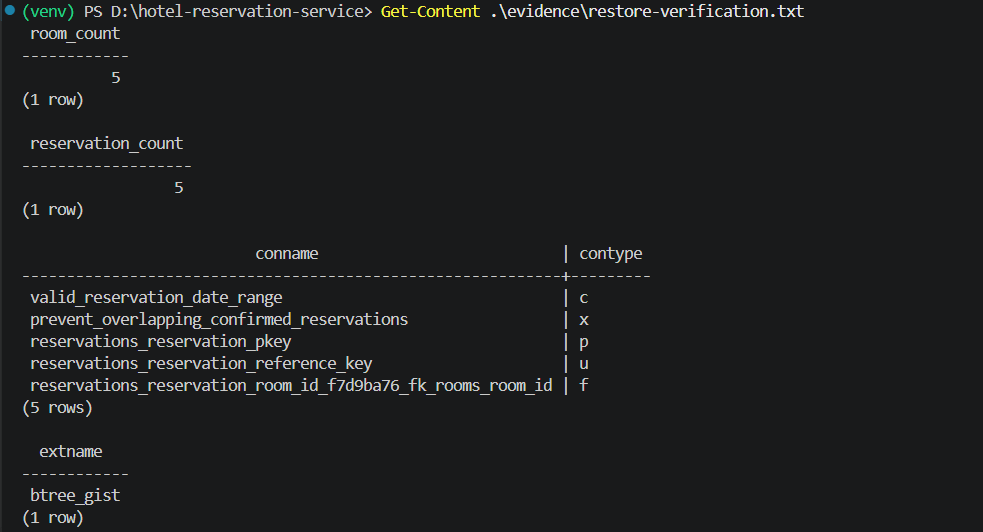 (venv) PS D:\hotel-reservation-service> Get-Content .\evidence\restore-verification.txt
 room_count
------------
          5
(1 row)

 reservation_count
-------------------
                 5
(1 row)

                         conname                          | contype
----------------------------------------------------------+---------
 valid_reservation_date_range                             | c
 prevent_overlapping_confirmed_reservations               | x
 reservations_reservation_pkey                            | p
 reservations_reservation_reference_key                   | u
 reservations_reservation_room_id_f7d9ba76_fk_rooms_room_id | f
(5 rows)

  extname
------------
 btree_gist
(1 row)